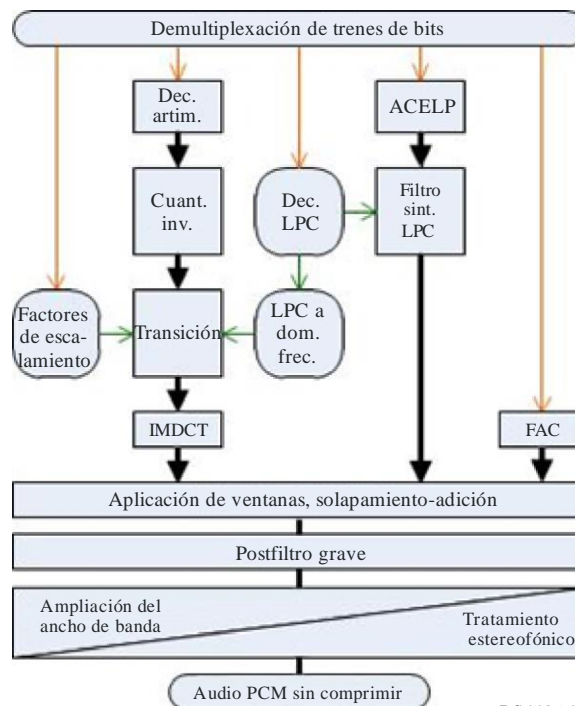 Demultiplexación de trenes de bits
Dec.
artim.
ACELP
Cuant.
inv.
Dec.
LPC
Filtro
sint.
LPC
Factores
de esca-
lamiento
Transición
LPC a
dom.
frec.
IMDCT
FAC
Aplicación de ventanas, solapamiento-adición
Postfiltro grave
Ampliación del
ancho de banda
Tratamiento
estereofónico
Audio PCM sin comprimir